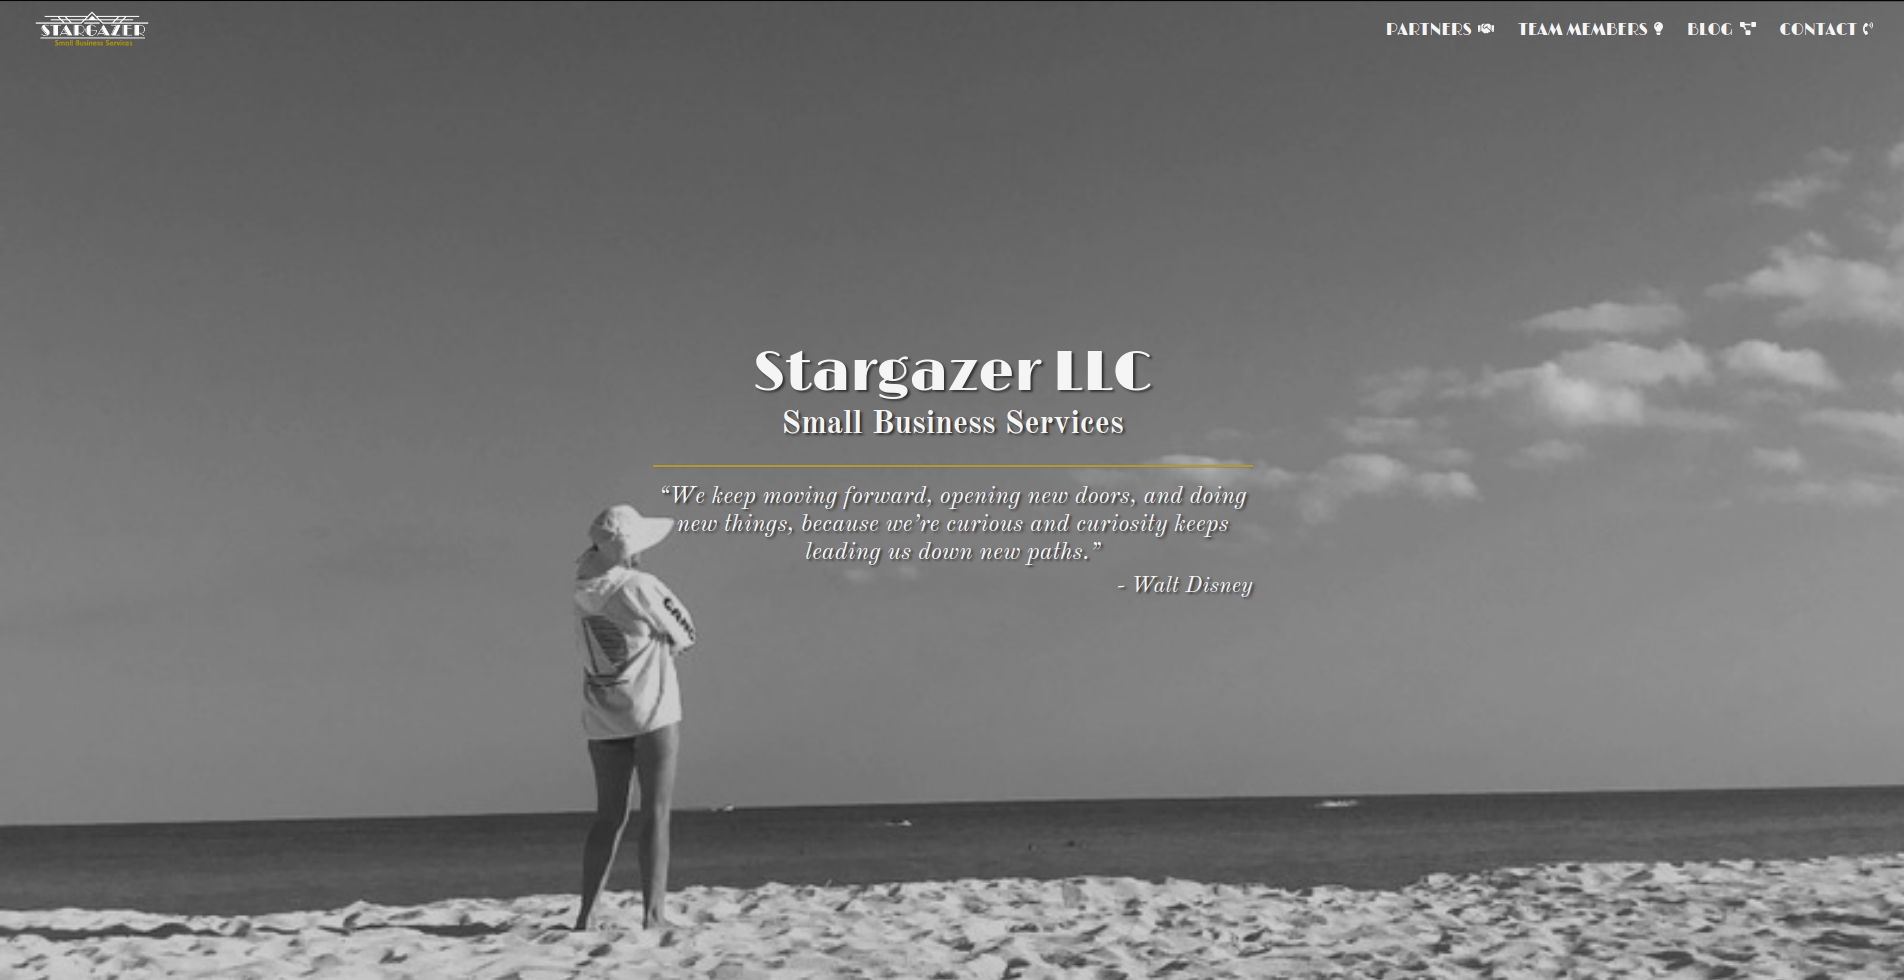 STARGAZER
Small Business Services
PARTNERS
TEAM MEMBERS
BLOG
CONTACT
Stargazer LLC
Small Business Services
“We keep moving forward, opening new doors, and doing
new things, because we’re curious and curiosity keeps
leading us down new paths.”
- Walt Disney